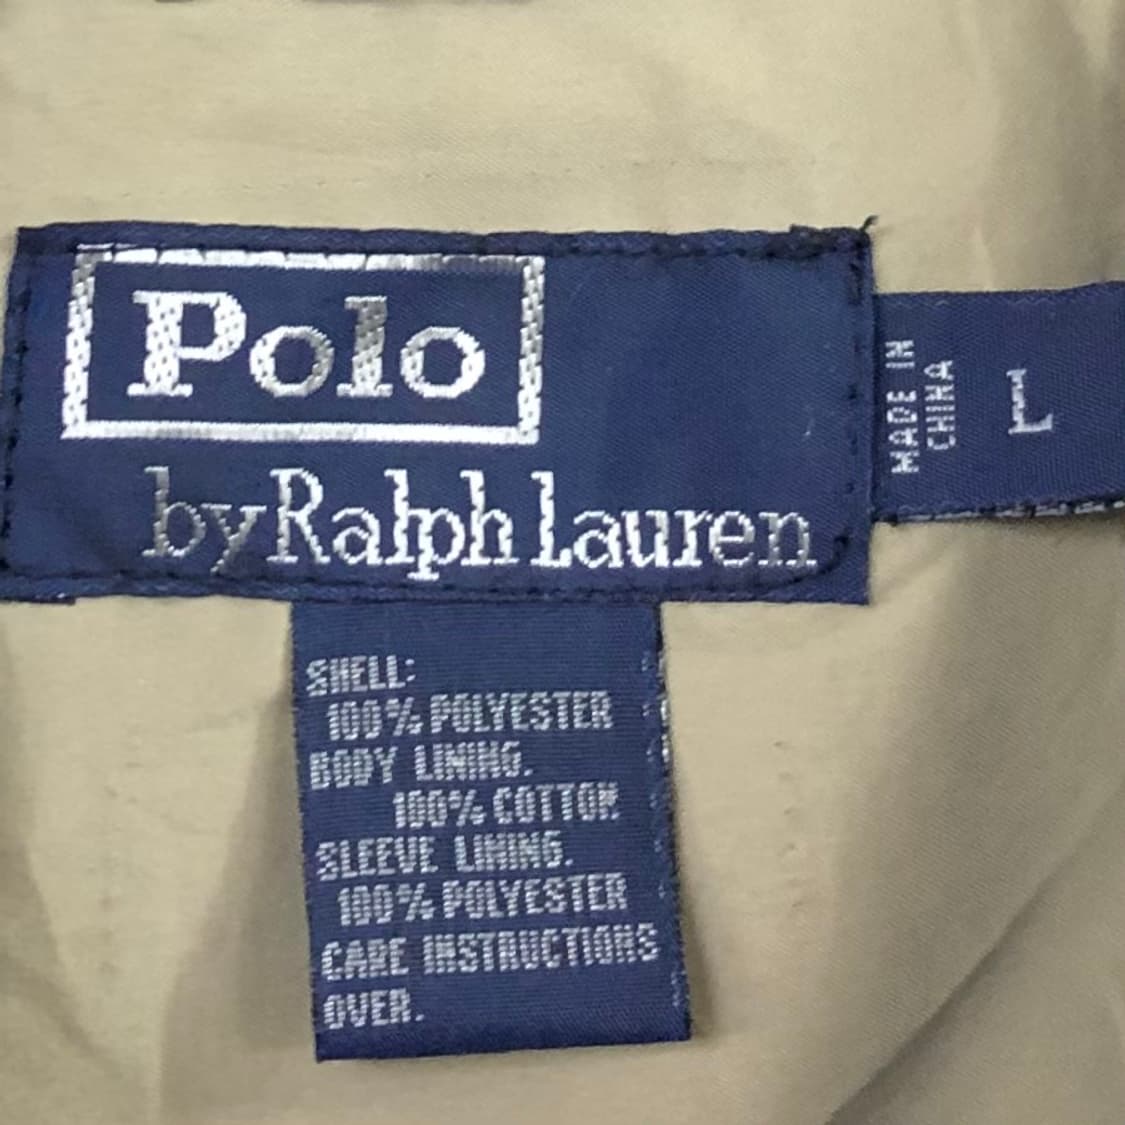 Polo
by Ralph Lauren
MADE IN
CHINA
L
SHELL:
100% POLYESTER
BODY LINING.
100% COTTON
SLEEVE LINING.
100% POLYESTER
CARE INSTRUCTIONS
OVER.